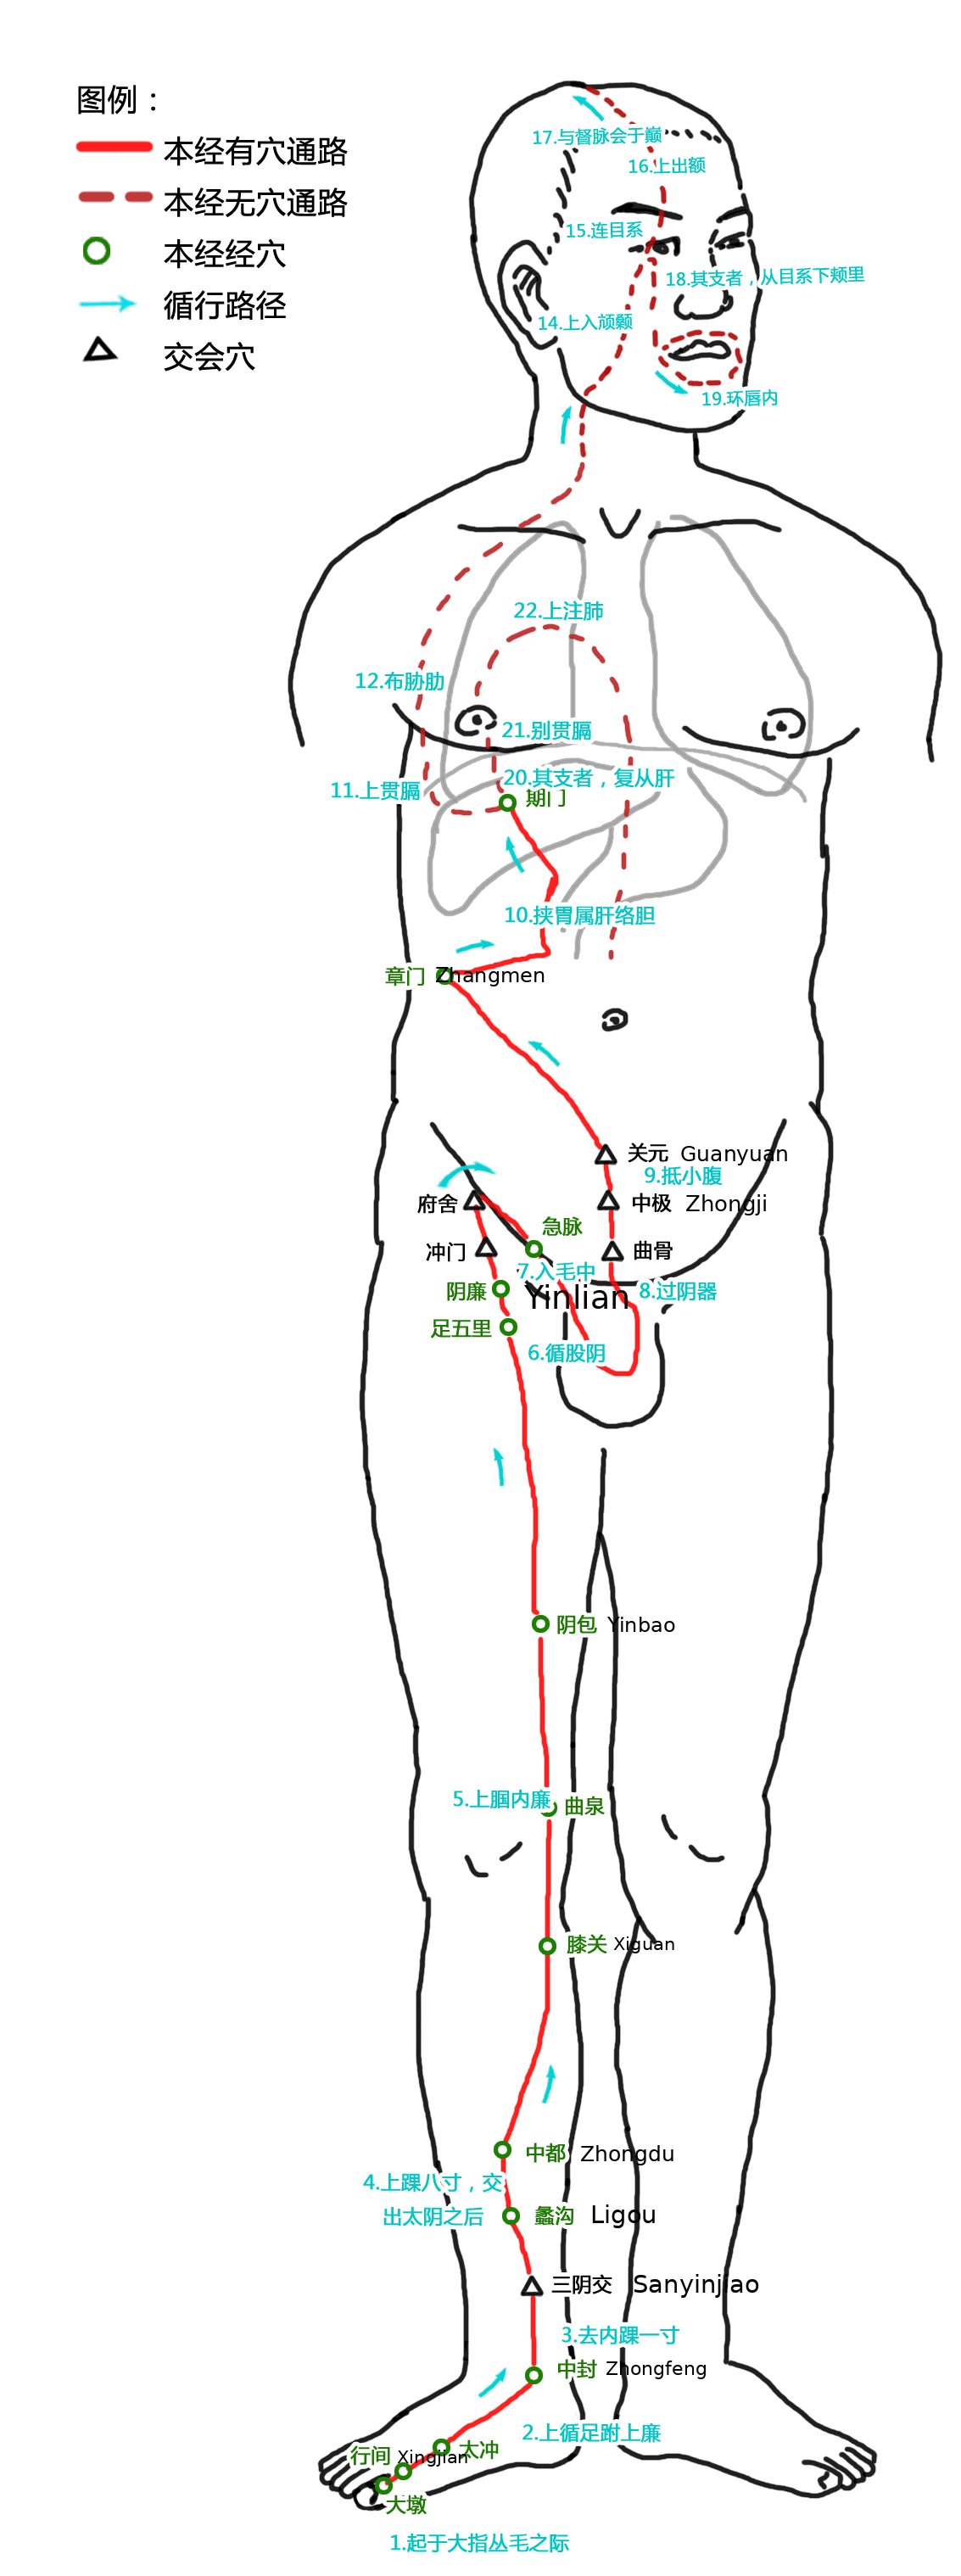 图例：
本经有穴通路
本经无穴通路
本经经穴
循行路径
交会穴
17.与督脉会于巅
16.上出额
15.连目系
18.其支者，从目系下颊里
14.上入颃颡
19.环唇内
22.上注肺
12.布胁肋
21.别贯膈
20.其支者，复从肝
11.上贯膈
期门
10.挟胃属肝络胆
章门 Zhangmen
关元 Guanyuan
9.抵小腹
府舍
中极 Zhongji
急脉
冲门
曲骨
7.入毛中
阴廉 Yinlian
8.过阴器
足五里
6.循股阴
阴包 Yinbao
5.上腘内廉
曲泉
膝关 Xiguan
中都 Zhongdu
4.上踝八寸，交
出太阴之后
蠡沟 Ligou
三阴交 Sanyinjiao
3.去内踝一寸
中封 Zhongfeng
2.上循足跗上廉
太冲
行间 Xingjian
大墩
1.起于大指丛毛之际